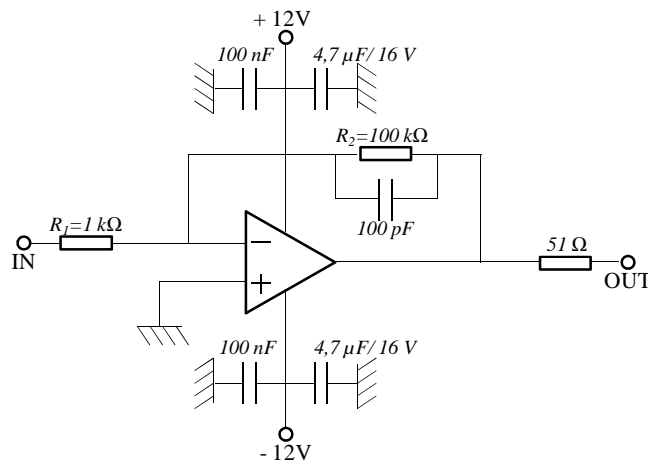 + 12V
100 nF
4,7 µF/ 16 V
R2=100 kΩ
100 pF
R1=1 kΩ
IN
51 Ω
OUT
100 nF
4,7 µF/ 16 V
- 12V